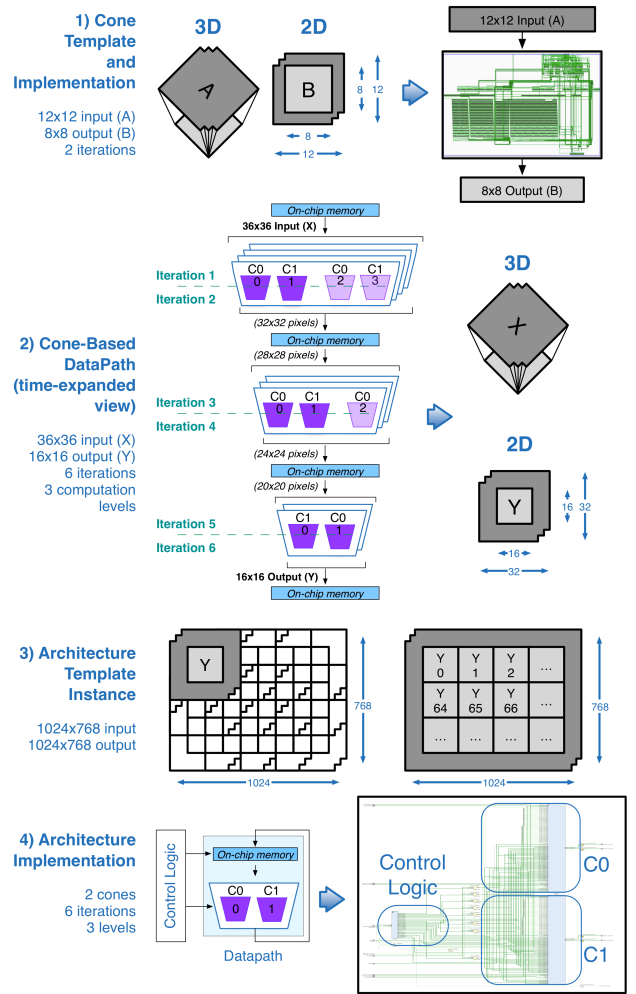 1) Cone
Template
and
Implementation
12x12 input (A)
8x8 output (B)
2 iterations
3D
2D
A
B
8
12
8
12
12x12 Input (A)
8x8 Output (B)
2) Cone-Based
DataPath
(time-expanded
view)
36x36 input (X)
16x16 output (Y)
6 iterations
3 computation
levels
On-chip memory
36x36 Input (X)
Iteration 1
Iteration 2
C0 C1 C0 C1
0 1 2 3
(32x32 pixels)
On-chip memory
(28x28 pixels)
Iteration 3
Iteration 4
C0 C1 C0
0 1 2
(24x24 pixels)
On-chip memory
(20x20 pixels)
Iteration 5
Iteration 6
C1 C0
0 1
16x16 Output (Y)
On-chip memory
3D
X
2D
Y
16 32
16
32
3) Architecture
Template
Instance
1024x768 input
1024x768 output
Y
768
1024
Y Y Y ...
0 1 2
Y Y Y ...
64 65 66
... ... ... ...
768
1024
4) Architecture
Implementation
2 cones
6 iterations
3 levels
Control Logic
On-chip memory
C0 C1
0 1
Datapath
Control
Logic
C0
C1